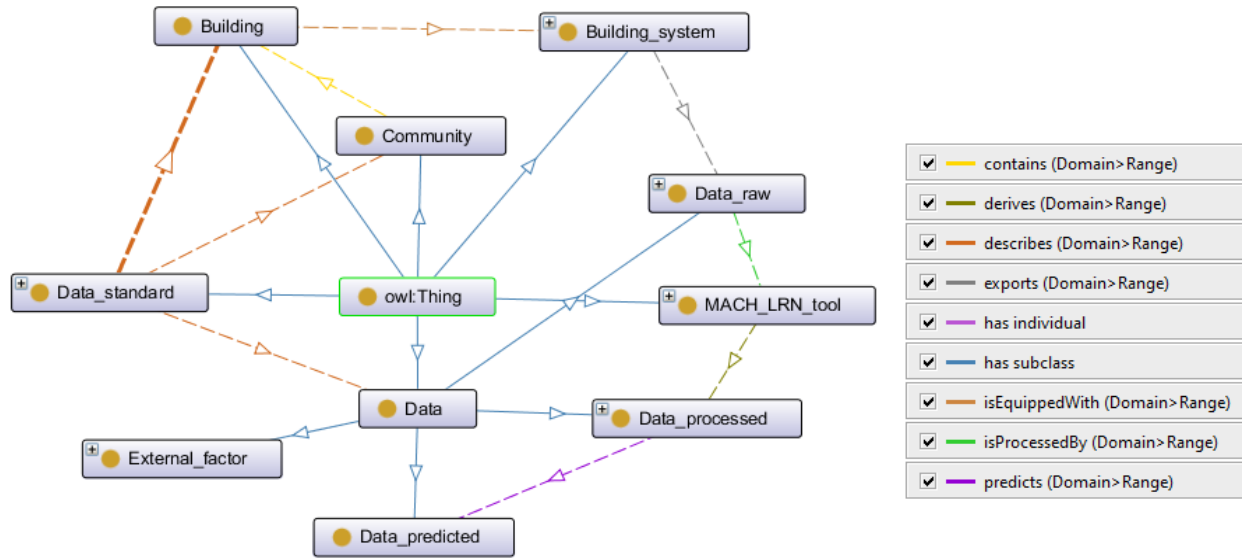 Building
Building_system
Community
Data_raw
Data_standard
owl:Thing
MACH_LRN_tool
Data
Data_processed
External_factor
Data_predicted
contains (Domain>Range)
derives (Domain>Range)
describes (Domain>Range)
exports (Domain>Range)
has individual
has subclass
isEquippedWith (Domain>Range)
isProcessedBy (Domain>Range)
predicts (Domain>Range)